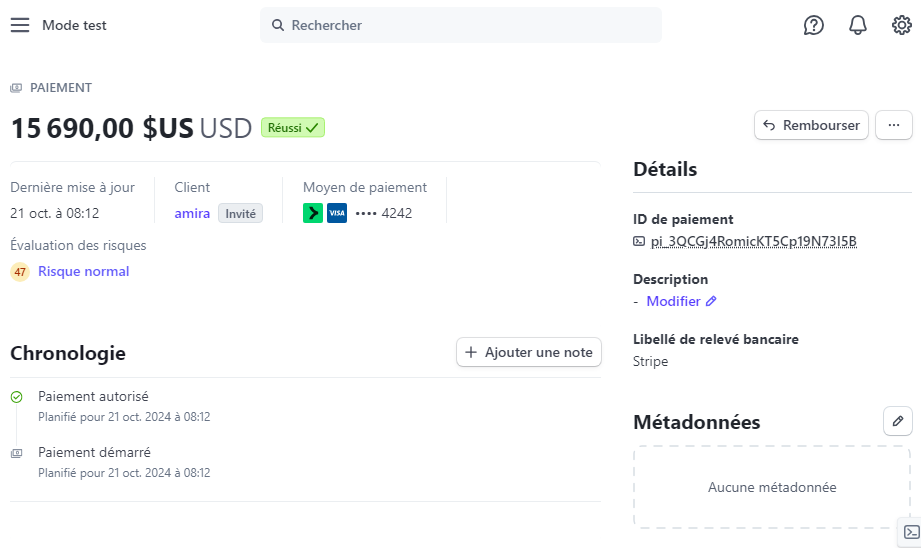 Mode test
Rechercher
PAIEMENT
15 690,00 $US USD Réussi
Rembourser
...
Dernière mise à jour
21 oct. à 08:12
Client
amira Invité
Moyen de paiement
VISA •••• 4242
Évaluation des risques
47 Risque normal
Chronologie
Ajouter une note
Paiement autorisé
Planifié pour 21 oct. 2024 à 08:12
Paiement démarré
Planifié pour 21 oct. 2024 à 08:12
Détails
ID de paiement
pi_3QCGj4RomicKT5Cp19N73I5B
Description
- Modifier
Libellé de relevé bancaire
Stripe
Métadonnées
Aucune métadonnée